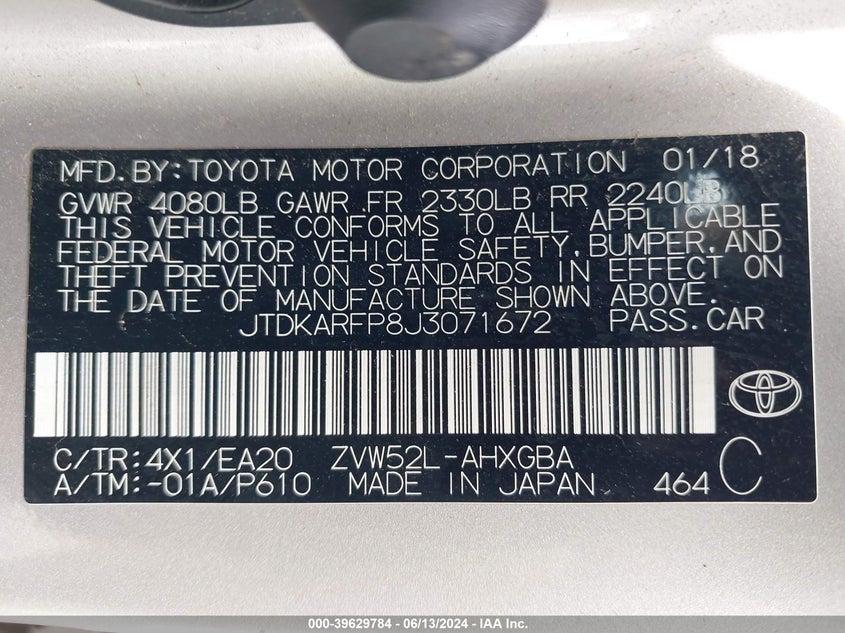 MFD. BY: TOYOTA MOTOR CORPORATION 01/18
GVWR 4080LB GAWR FR 2330LB RR 2240LB
THIS VEHICLE CONFORMS TO ALL APPLICABLE
FEDERAL MOTOR VEHICLE SAFETY, BUMPER, AND
THEFT PREVENTION STANDARDS IN EFFECT ON
THE DATE OF MANUFACTURE SHOWN ABOVE.
JTDKARFP8J3071672 PASS.CAR
C/TR:4X1/EA20 ZVW52L-AHXGBA
A/TM:-01A/P610 MADE IN JAPAN 464 C
000-39629784 - 06/13/2024 - IAA Inc.